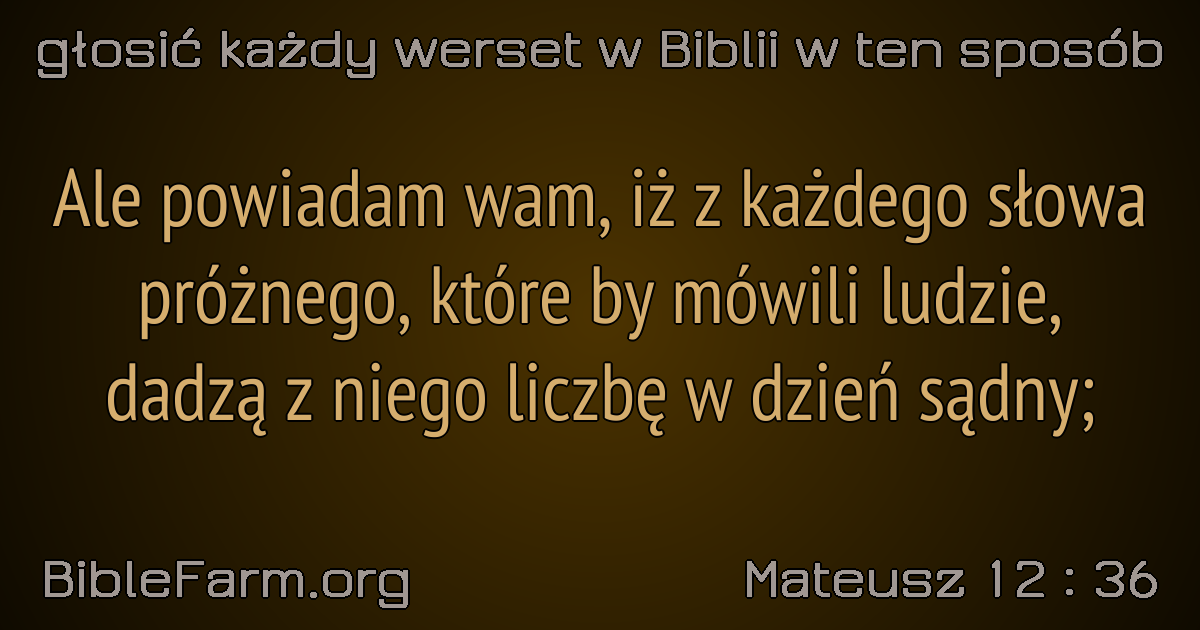 głosić każdy werset w Biblii w ten sposób
Ale powiadam wam, iż z każdego słowa
próżnego, które by mówili ludzie,
dadzą z niego liczbę w dzień sądny;
BibleFarm.org
Mateusz 12 : 36